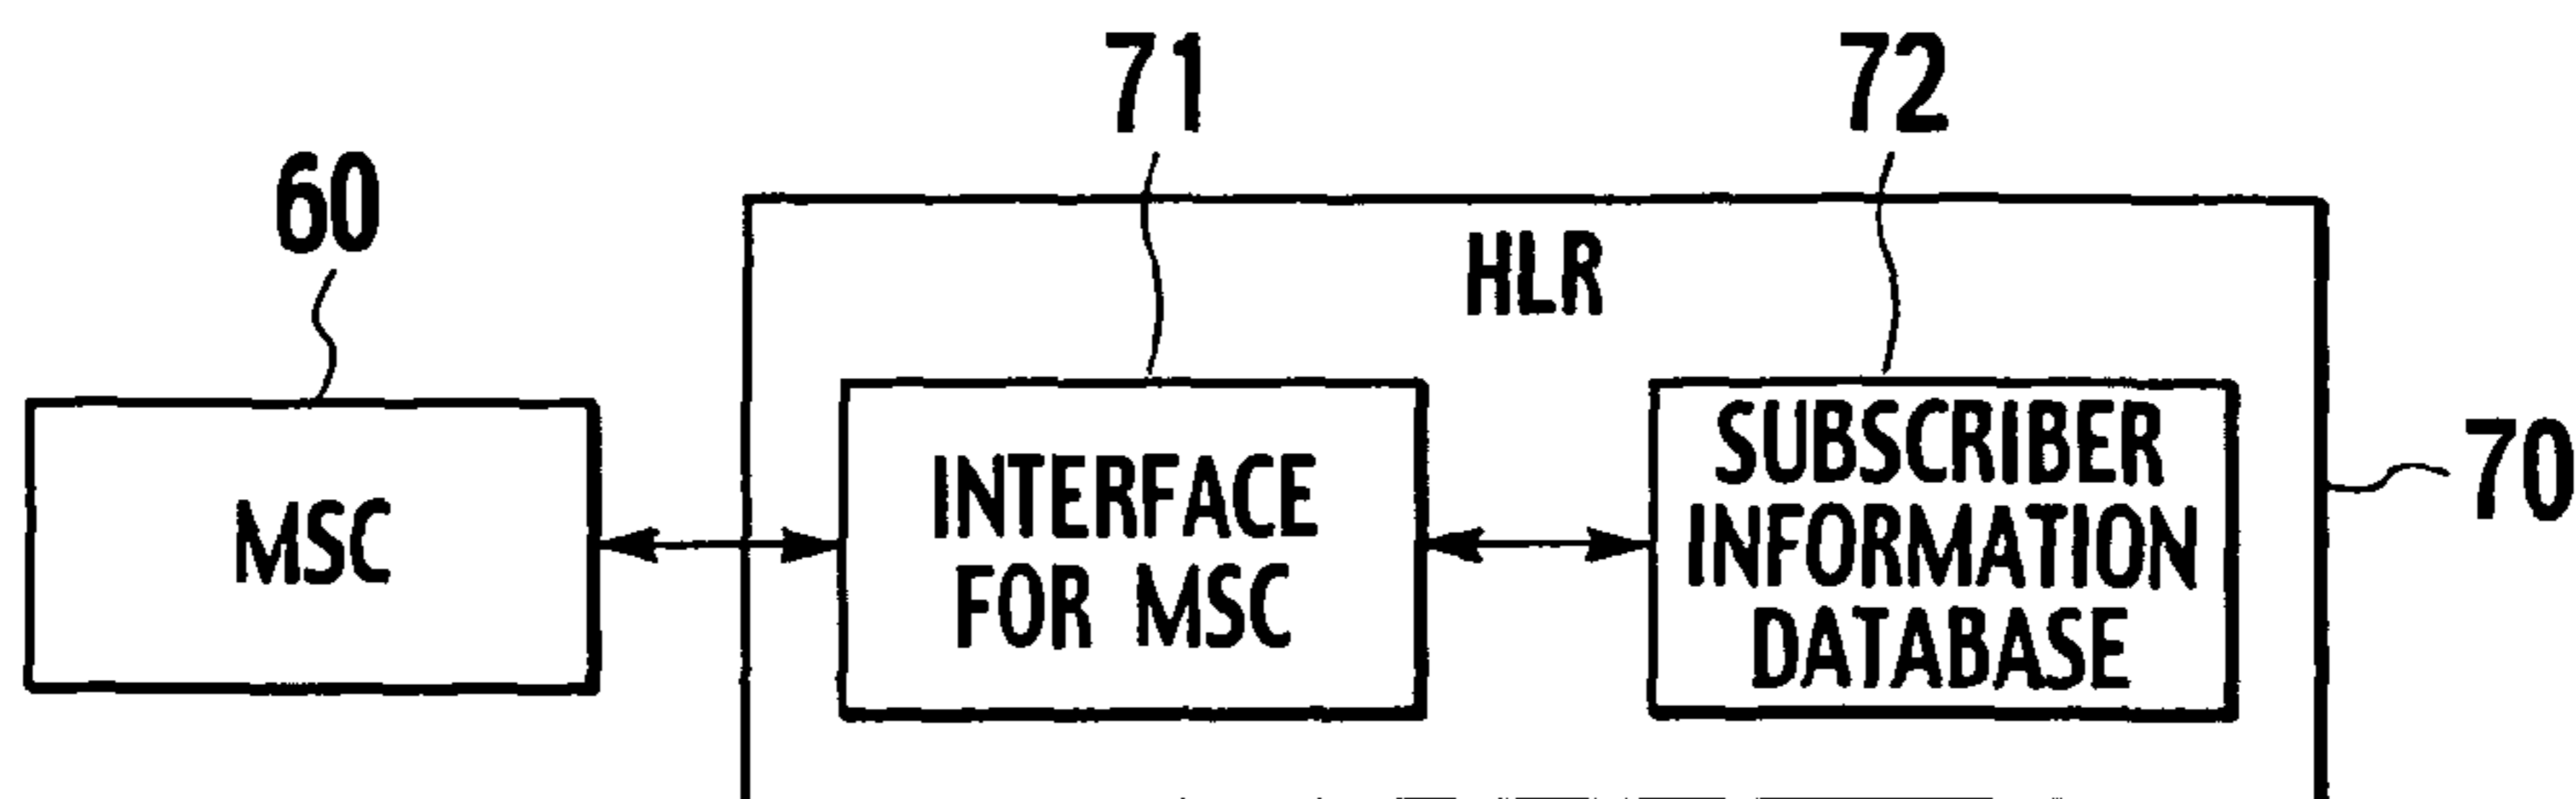 71
72
60
HLR
70
MSC
INTERFACE
FOR MSC
SUBSCRIBER
INFORMATION
DATABASE